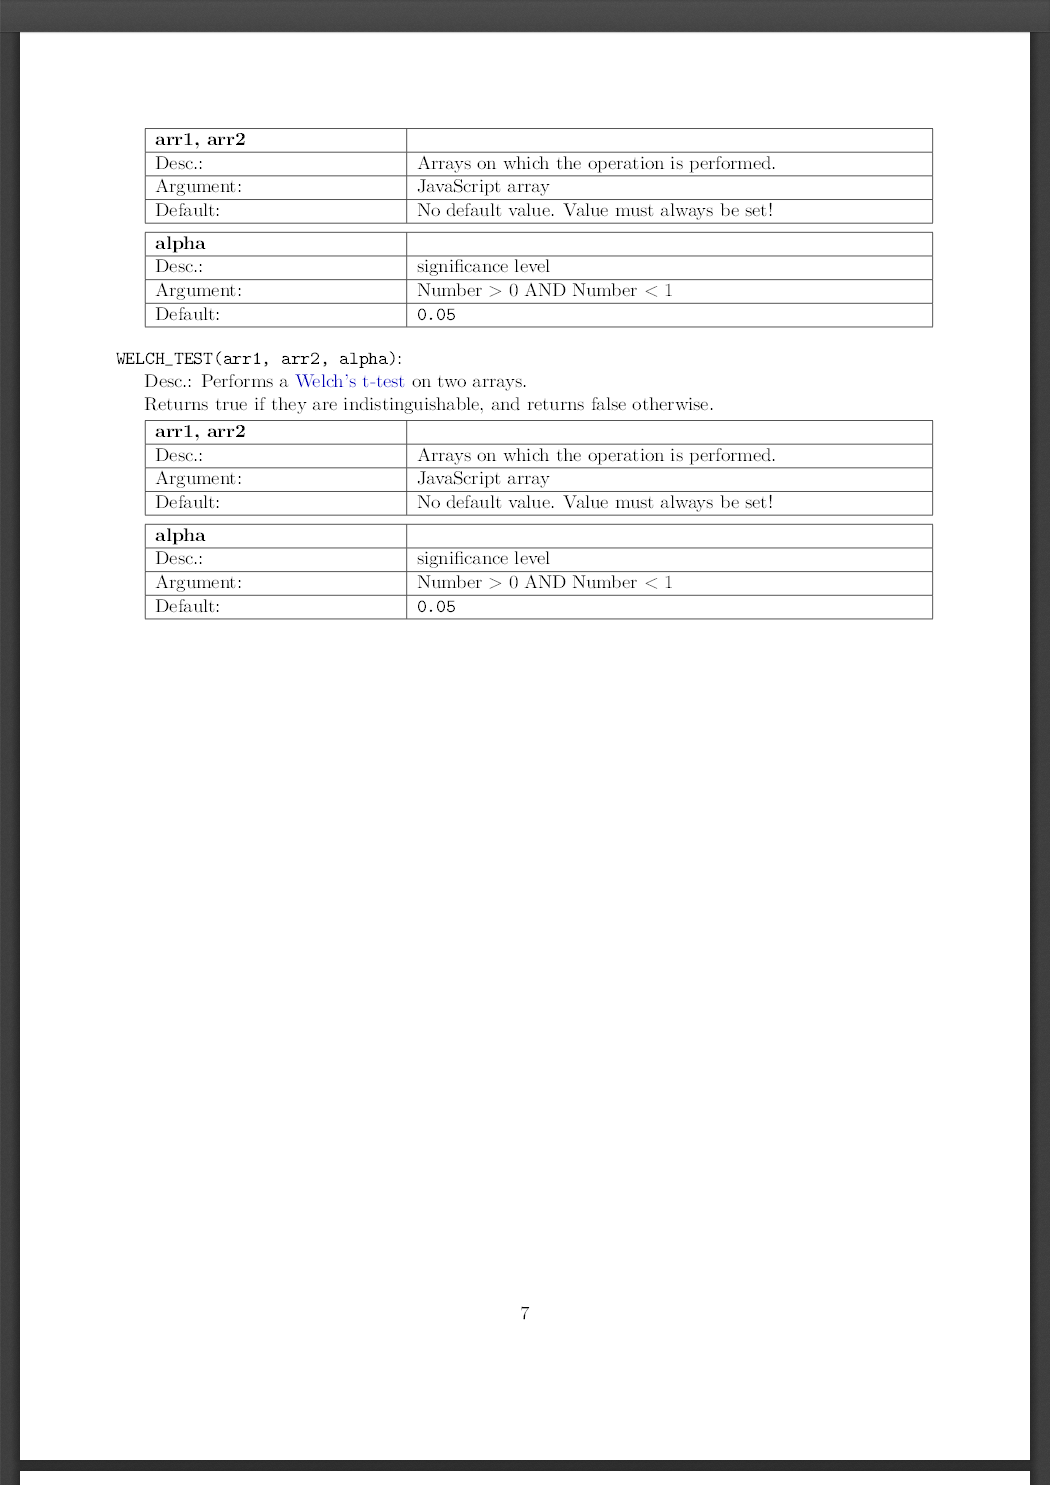 arr1, arr2
Desc.: Arrays on which the operation is performed.
Argument: JavaScript array
Default: No default value. Value must always be set!
alpha
Desc.: significance level
Argument: Number > 0 AND Number < 1
Default: 0.05
WELCH_TEST(arr1, arr2, alpha):
Desc.: Performs a Welch's t-test on two arrays.
Returns true if they are indistinguishable, and returns false otherwise.
arr1, arr2
Desc.: Arrays on which the operation is performed.
Argument: JavaScript array
Default: No default value. Value must always be set!
alpha
Desc.: significance level
Argument: Number > 0 AND Number < 1
Default: 0.05
7